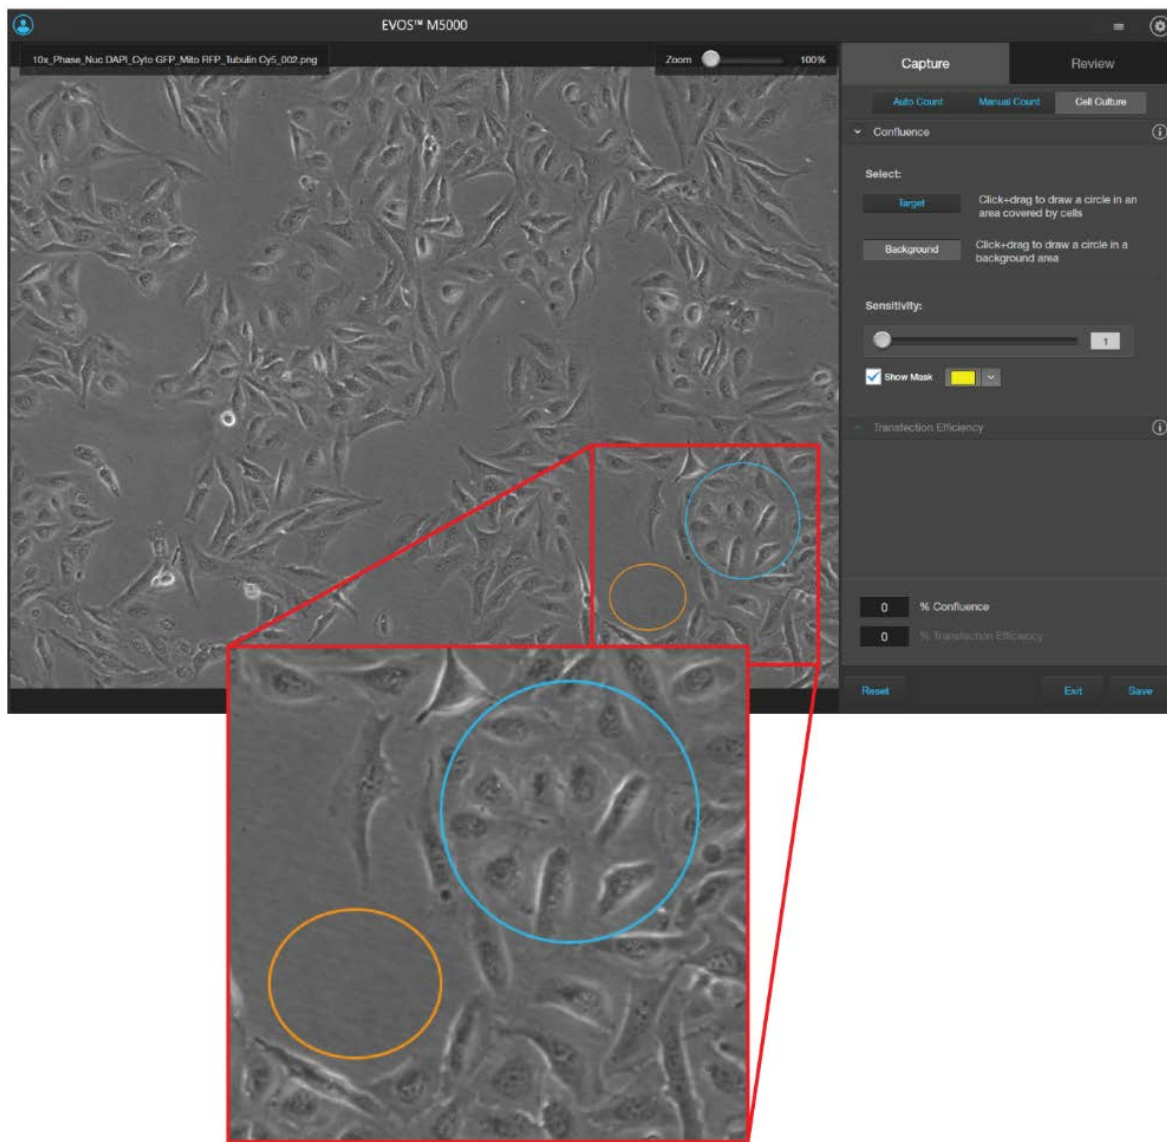 EVOS™ M5000
10x_Phase_Nuc DAPI_Cyto GFP_Mito RFP_Tubulin Cy5_002.png
Zoom
100%
Capture
Review
Auto Count
Manual Count
Cell Culture
Confluence
Select:
Target
Click+drag to draw a circle in an
area covered by cells
Background
Click+drag to draw a circle in a
background area
Sensitivity:
1
Show Mask
Transfection Efficiency
0 % Confluence
0 % Transfection Efficiency
Reset
Exit
Save